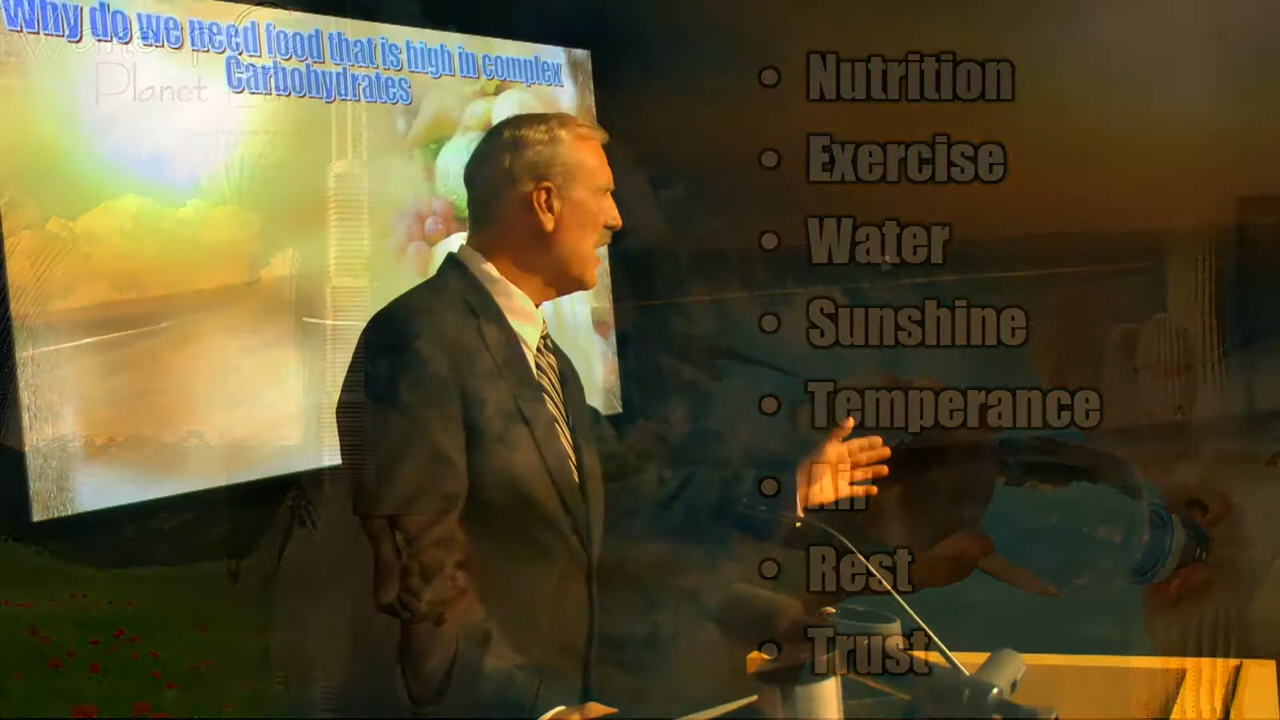 Why do we need food that is high in complex
Carbohydrates
Planet
• Nutrition
• Exercise
• Water
• Sunshine
• Temperance
• Air
• Rest
• Trust